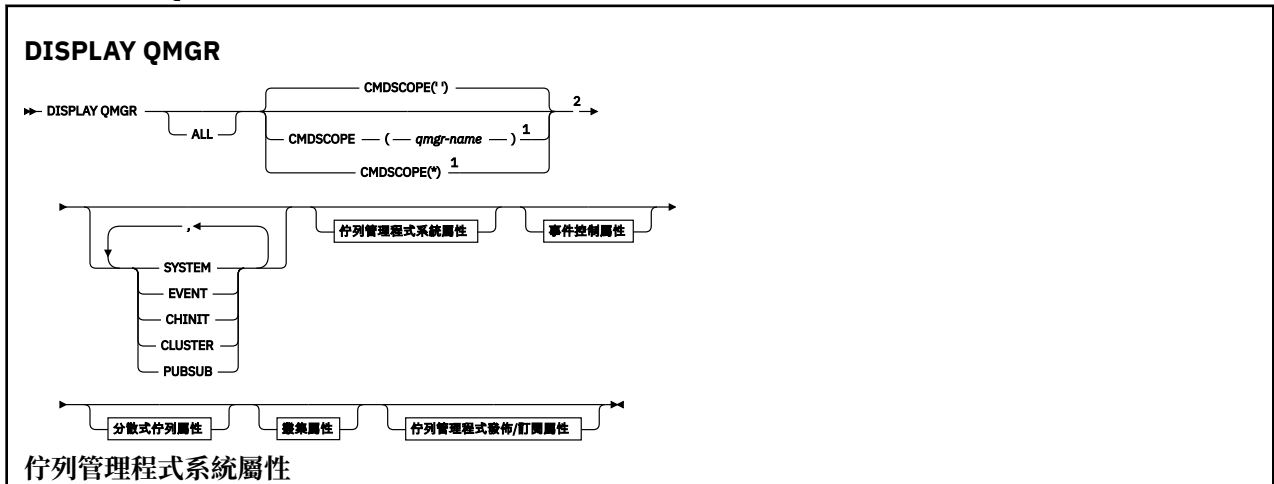 DISPLAY QMGR
CMDSCOPE(' ')
DISPLAY QMGR
ALL
2
CMDSCOPE ( qmgr-name ) 1
CMDSCOPE(*) 1
,
佇列管理程式系統屬性
事件控制屬性
SYSTEM
EVENT
CHINIT
CLUSTER
PUBSUB
分散式佇列屬性
叢集屬性
佇列管理程式發佈/訂閱屬性
佇列管理程式系統屬性